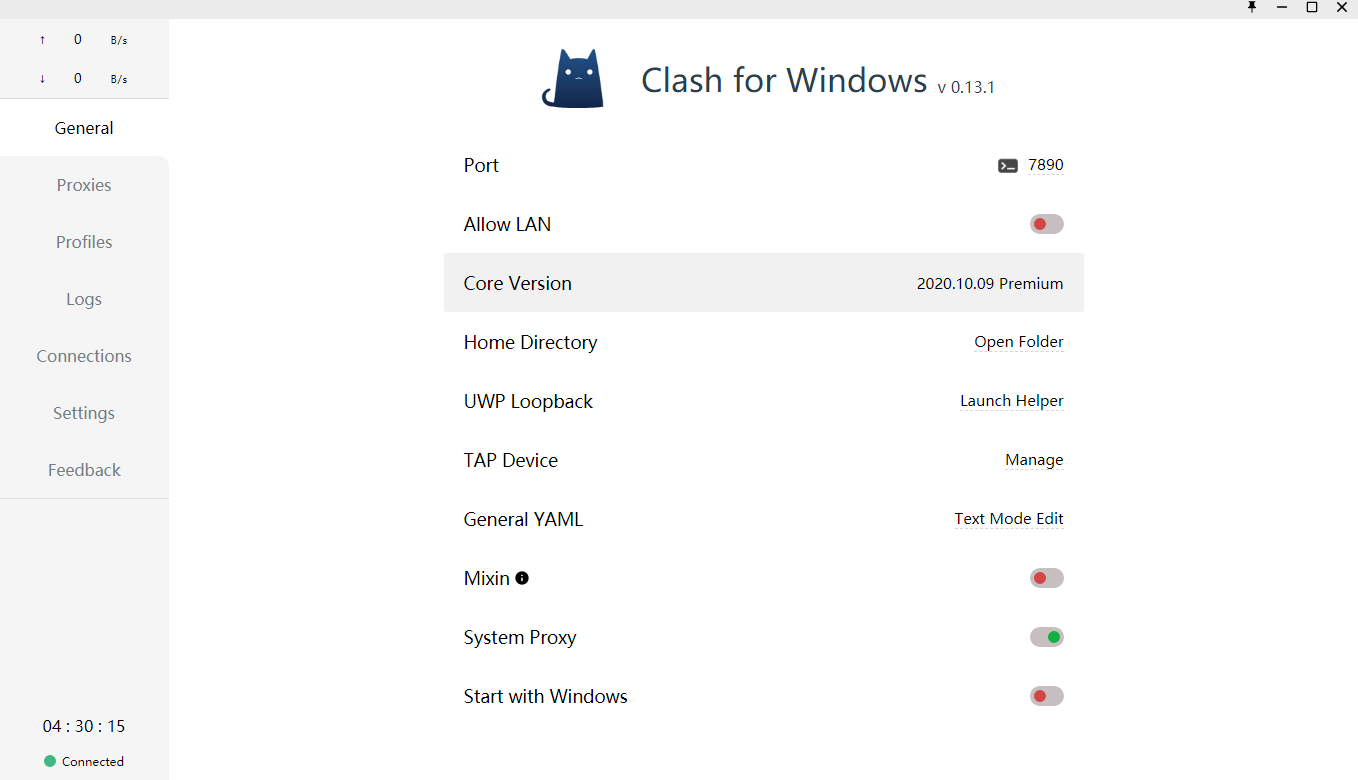 ↑ 0 B/s
↓ 0 B/s
General
Proxies
Profiles
Logs
Connections
Settings
Feedback
04 : 30 : 15
Connected
Clash for Windows v 0.13.1
Port 7890
Allow LAN
Core Version 2020.10.09 Premium
Home Directory Open Folder
UWP Loopback Launch Helper
TAP Device Manage
General YAML Text Mode Edit
Mixin
System Proxy
Start with Windows